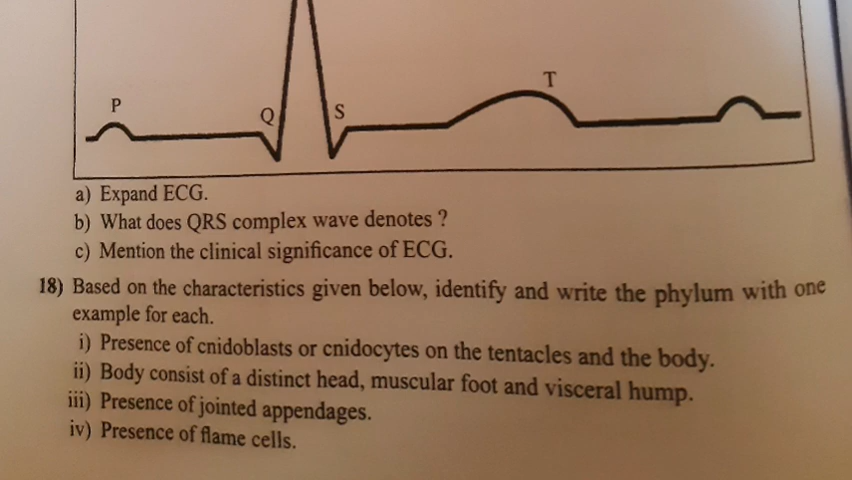 P
Q
S
T
a) Expand ECG.
b) What does QRS complex wave denotes ?
c) Mention the clinical significance of ECG.
18) Based on the characteristics given below, identify and write the phylum with one
example for each.
i) Presence of cnidoblasts or cnidocytes on the tentacles and the body.
ii) Body consist of a distinct head, muscular foot and visceral hump.
iii) Presence of jointed appendages.
iv) Presence of flame cells.